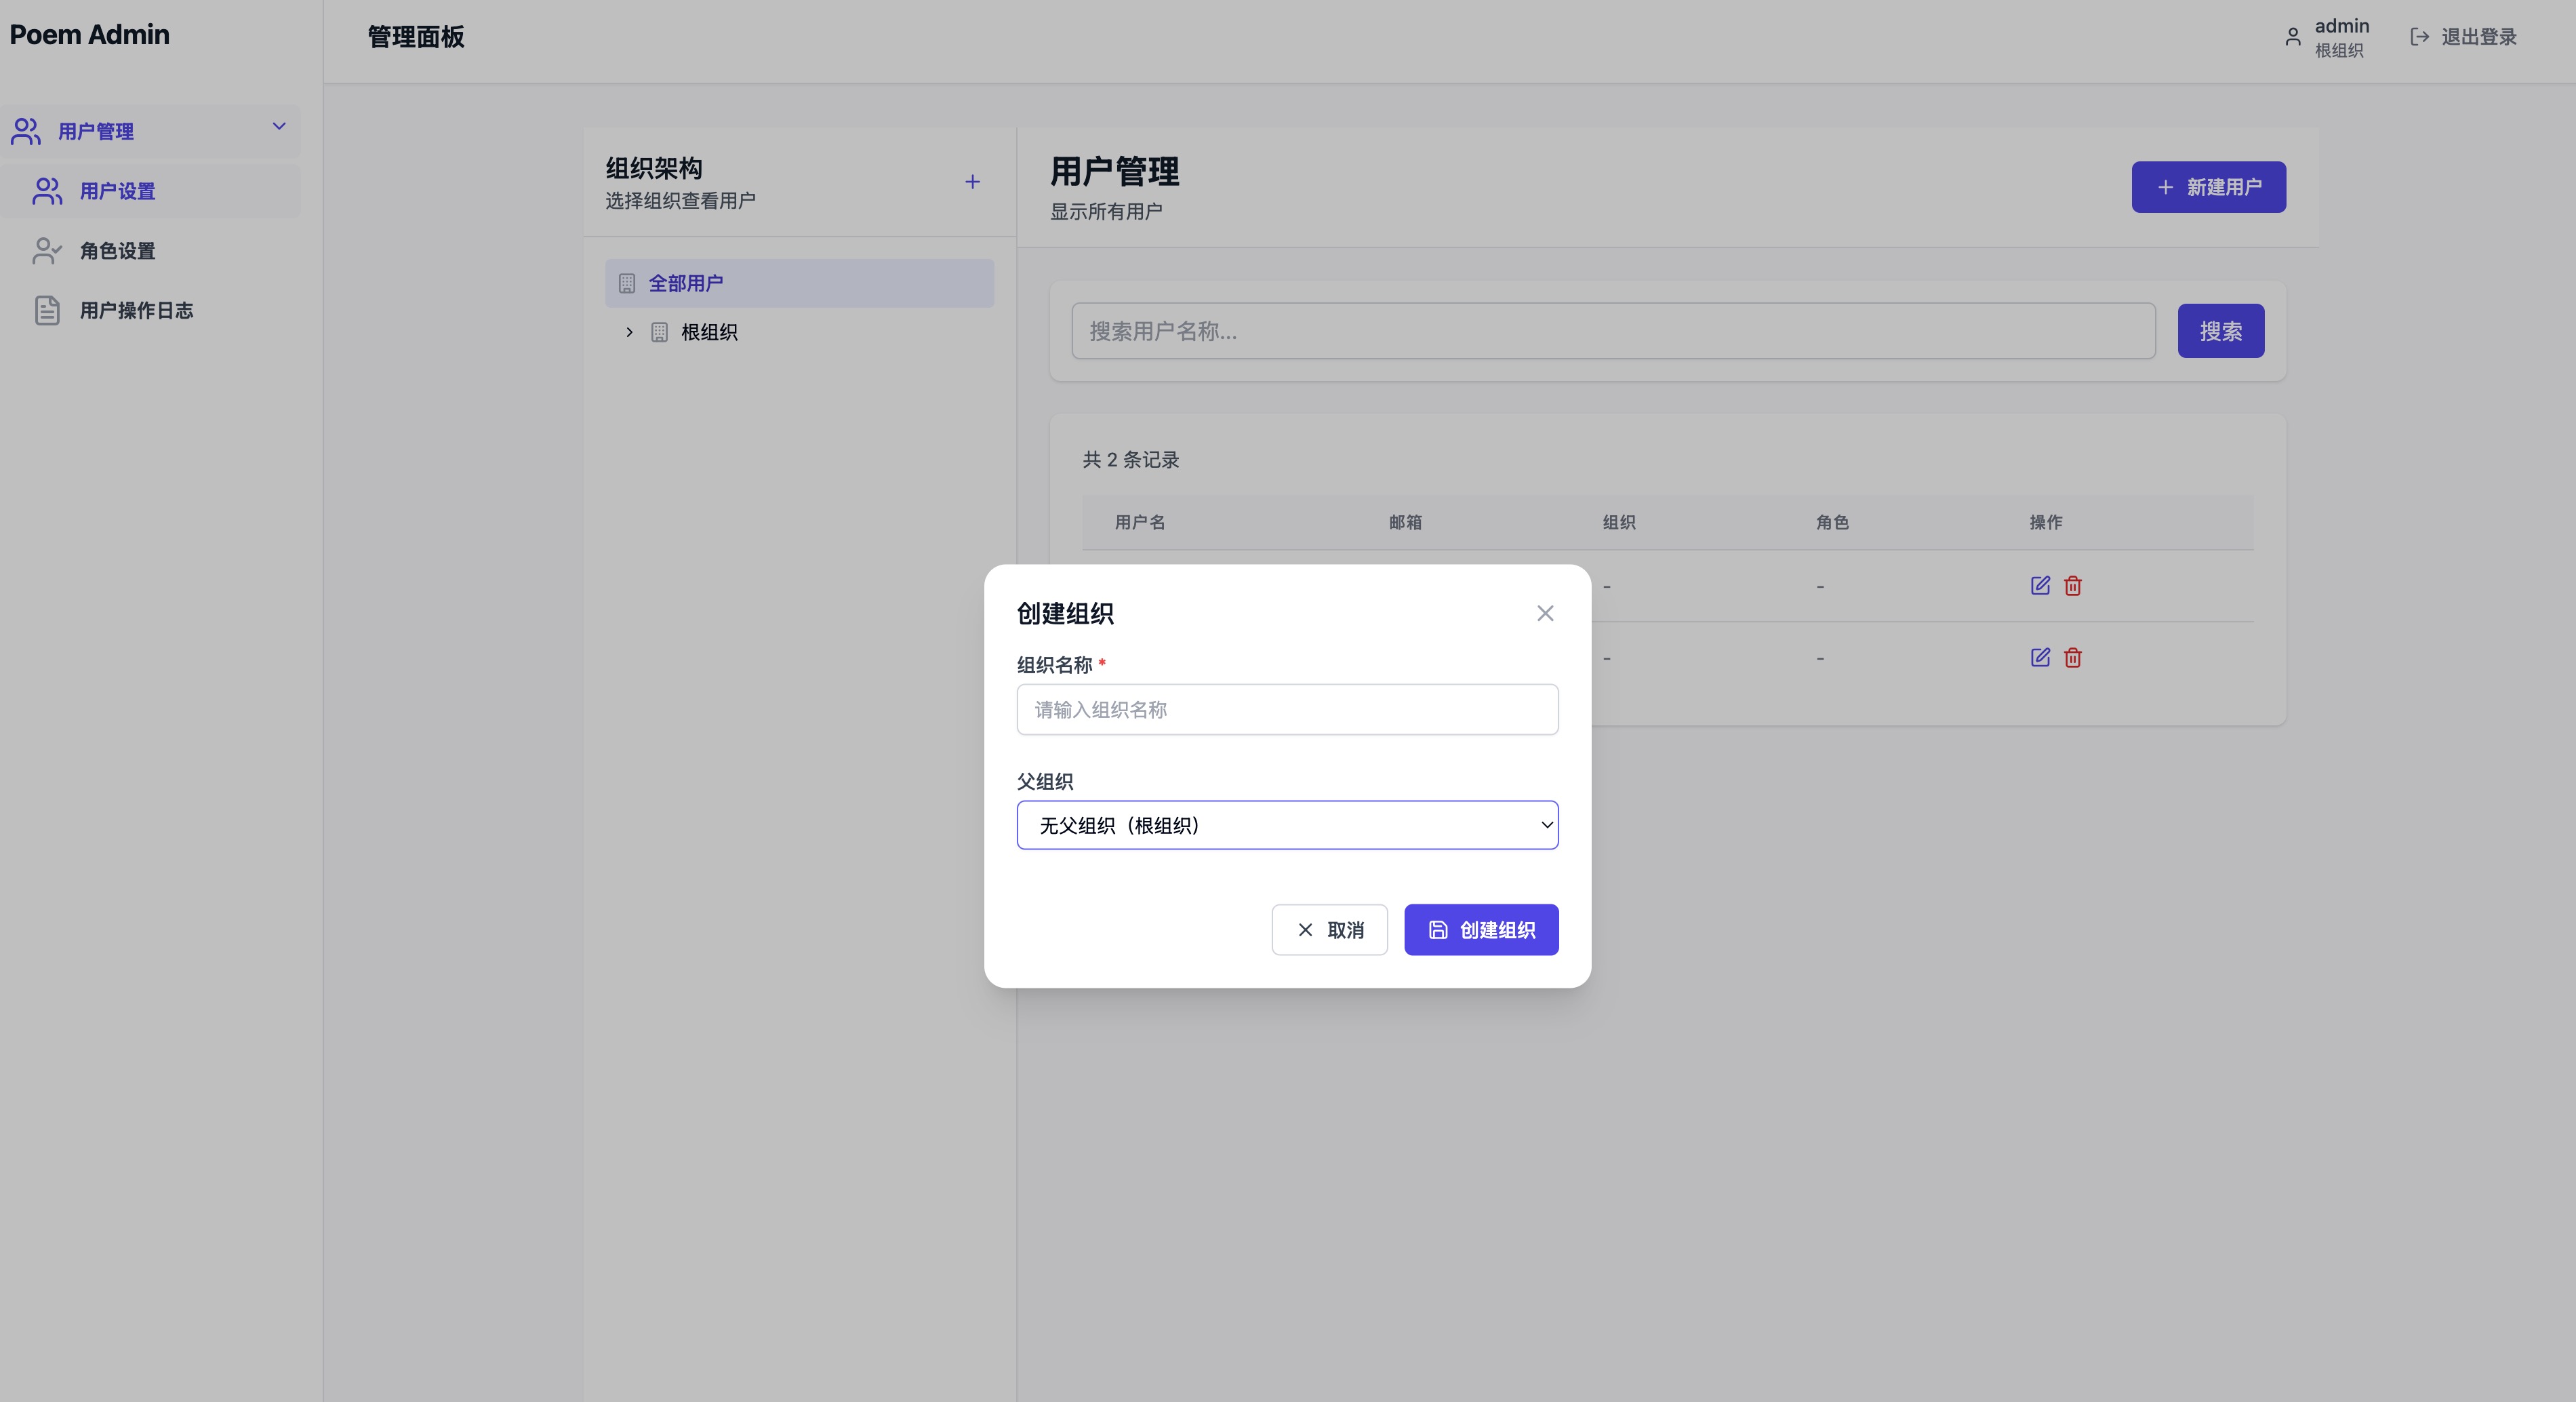 Poem Admin
管理面板
admin
根组织
退出登录
用户管理
用户设置
角色设置
用户操作日志
组织架构
选择组织查看用户
全部用户
根组织
用户管理
显示所有用户
新建用户
搜索用户名称...
搜索
共 2 条记录
用户名 邮箱 组织 角色 操作
- -
- -
创建组织
组织名称 *
请输入组织名称
父组织
无父组织（根组织）
取消
创建组织